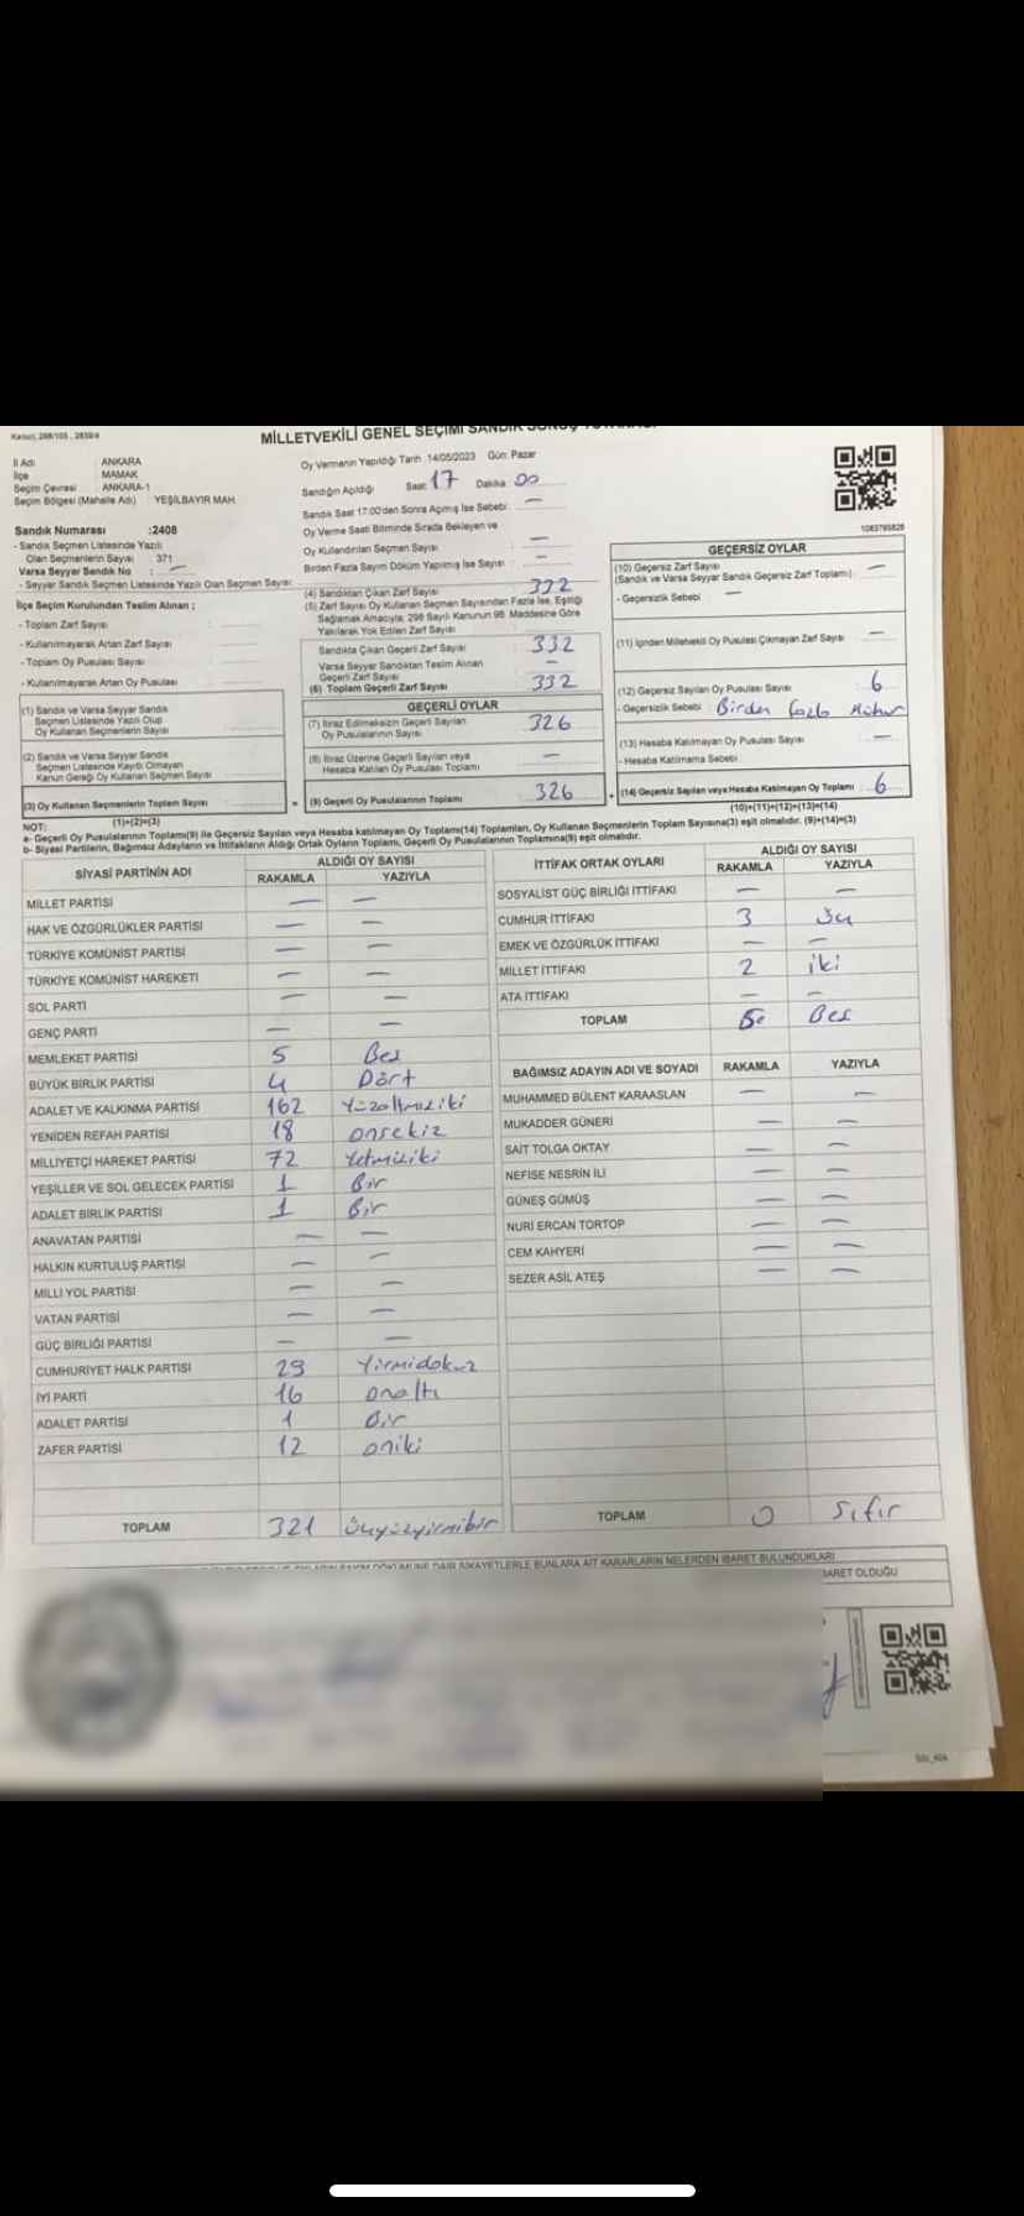 Kanun: 298/105, 2839/4
MİLLETVEKİLİ GENEL SEÇİMİ SANDIK SONUÇ
İl Adı ANKARA
İlçe MAMAK
Seçim Çevresi ANKARA-1
Seçim Bölgesi (Mahalle Adı) : YEŞİLBAYIR MAH.
Sandık Numarası :2408
- Sandık Seçmen Listesinde Yazılı
Olan Seçmenlerin Sayısı : 371
Varsa Seyyar Sandık No : —
- Seyyar Sandık Seçmen Listesinde Yazılı Olan Seçmen Sayısı:
İlçe Seçim Kurulundan Teslim Alınan ;
- Toplam Zarf Sayısı
- Kullanılmayarak Artan Zarf Sayısı
- Toplam Oy Pusulası Sayısı
- Kullanılmayarak Artan Oy Pusulası
(1) Sandık ve Varsa Seyyar Sandık
Seçmen Listesinde Yazılı Olup
Oy Kullanan Seçmenlerin Sayısı
(2) Sandık ve Varsa Seyyar Sandık
Seçmen Listesinde Kayıtlı Olmayan
Kanun Gereği Oy Kullanan Seçmen Sayısı
(3) Oy Kullanan Seçmenlerin Toplam Sayısı
(1)+(2)=(3)
Oy Vermenin Yapıldığı Tarih :14/05/2023 Gün: Pazar
Sandığın Açıldığı Saat: 17 Dakika 00
Sandık Saat 17:00'den Sonra Açılmış İse Sebebi —
Oy Verme Saati Bitiminde Sırada Bekleyen ve
Oy Kullandırılan Seçmen Sayısı —
Birden Fazla Sayım Döküm Yapılmış İse Sayısı —
(4) Sandıktan Çıkan Zarf Sayısı 332
(5) Zarf Sayısı Oy Kullanan Seçmen Sayısından Fazla İse, Eşitliği
Sağlamak Amacıyla; 298 Sayılı Kanunun 98. Maddesine Göre
Yakılarak Yok Edilen Zarf Sayısı
Sandıkta Çıkan Geçerli Zarf Sayısı 332
Varsa Seyyar Sandıktan Teslim Alınan
Geçerli Zarf Sayısı —
(6) Toplam Geçerli Zarf Sayısı 332
GEÇERLİ OYLAR
(7) İtiraz Edilmeksizin Geçerli Sayılan
Oy Pusulalarının Sayısı 326
(8) İtiraz Üzerine Geçerli Sayılan veya
Hesaba Katılan Oy Pusulası Toplamı —
= (9) Geçerli Oy Pusulalarının Toplamı 326
1083795826
GEÇERSİZ OYLAR
(10) Geçersiz Zarf Sayısı —
(Sandık ve Varsa Seyyar Sandık Geçersiz Zarf Toplamı)
- Geçersizlik Sebebi —
(11) İçinden Milletvekili Oy Pusulası Çıkmayan Zarf Sayısı —
(12) Geçersiz Sayılan Oy Pusulası Sayısı 6
- Geçersizlik Sebebi : Birden fazla Mühür
(13) Hesaba Katılmayan Oy Pusulası Sayısı —
- Hesaba Katılmama Sebebi
+ (14) Geçersiz Sayılan veya Hesaba Katılmayan Oy Toplamı 6
(10)+(11)+(12)+(13)=(14)
NOT:
a- Geçerli Oy Pusulalarının Toplamı(9) ile Geçersiz Sayılan veya Hesaba katılmayan Oy Toplamı(14) Toplamları, Oy Kullanan Seçmenlerin Toplam Sayısına(3) eşit olmalıdır. (9)+(14)=(3)
b- Siyasi Partilerin, Bağımsız Adayların ve İttifakların Aldığı Ortak Oyların Toplamı, Geçerli Oy Pusulalarının Toplamına(9) eşit olmalıdır.
SİYASİ PARTİNİN ADI ALDIĞI OY SAYISI
RAKAMLA YAZIYLA
MİLLET PARTİSİ — —
HAK VE ÖZGÜRLÜKLER PARTİSİ — —
TÜRKİYE KOMÜNİST PARTİSİ — —
TÜRKİYE KOMÜNİST HAREKETİ — —
SOL PARTİ — —
GENÇ PARTİ — —
MEMLEKET PARTİSİ 5 Beş
BÜYÜK BİRLİK PARTİSİ 4 Dört
ADALET VE KALKINMA PARTİSİ 162 Yüzaltmışiki
YENİDEN REFAH PARTİSİ 18 onsekiz
MİLLİYETÇİ HAREKET PARTİSİ 72 Yetmişiki
YEŞİLLER VE SOL GELECEK PARTİSİ 1 Bir
ADALET BİRLİK PARTİSİ 1 Bir
ANAVATAN PARTİSİ — —
HALKIN KURTULUŞ PARTİSİ — —
MİLLİ YOL PARTİSİ — —
VATAN PARTİSİ — —
GÜÇ BİRLİĞİ PARTİSİ — —
CUMHURİYET HALK PARTİSİ 29 Yirmidokuz
İYİ PARTİ 16 onaltı
ADALET PARTİSİ 1 Bir
ZAFER PARTİSİ 12 oniki
TOPLAM 321 üçyüzyirmibir
İTTİFAK ORTAK OYLARI ALDIĞI OY SAYISI
RAKAMLA YAZIYLA
SOSYALİST GÜÇ BİRLİĞİ İTTİFAKI — —
CUMHUR İTTİFAKI 3 üç
EMEK VE ÖZGÜRLÜK İTTİFAKI — —
MİLLET İTTİFAKI 2 iki
ATA İTTİFAKI — —
TOPLAM 5 Beş
BAĞIMSIZ ADAYIN ADI VE SOYADI RAKAMLA YAZIYLA
MUHAMMED BÜLENT KARAASLAN — —
MUKADDER GÜNERİ — —
SAİT TOLGA OKTAY — —
NEFİSE NESRİN İLİ — —
GÜNEŞ GÜMÜŞ — —
NURİ ERCAN TORTOP — —
CEM KAHYERİ — —
SEZER ASİL ATEŞ — —
TOPLAM 0 Sıfır
SAYIM DÖKÜMÜNE DAİR ŞİKAYETLERLE BUNLARA AİT KARARLARIN NELERDEN İBARET BULUNDUKLARI
İBARET OLDUĞU